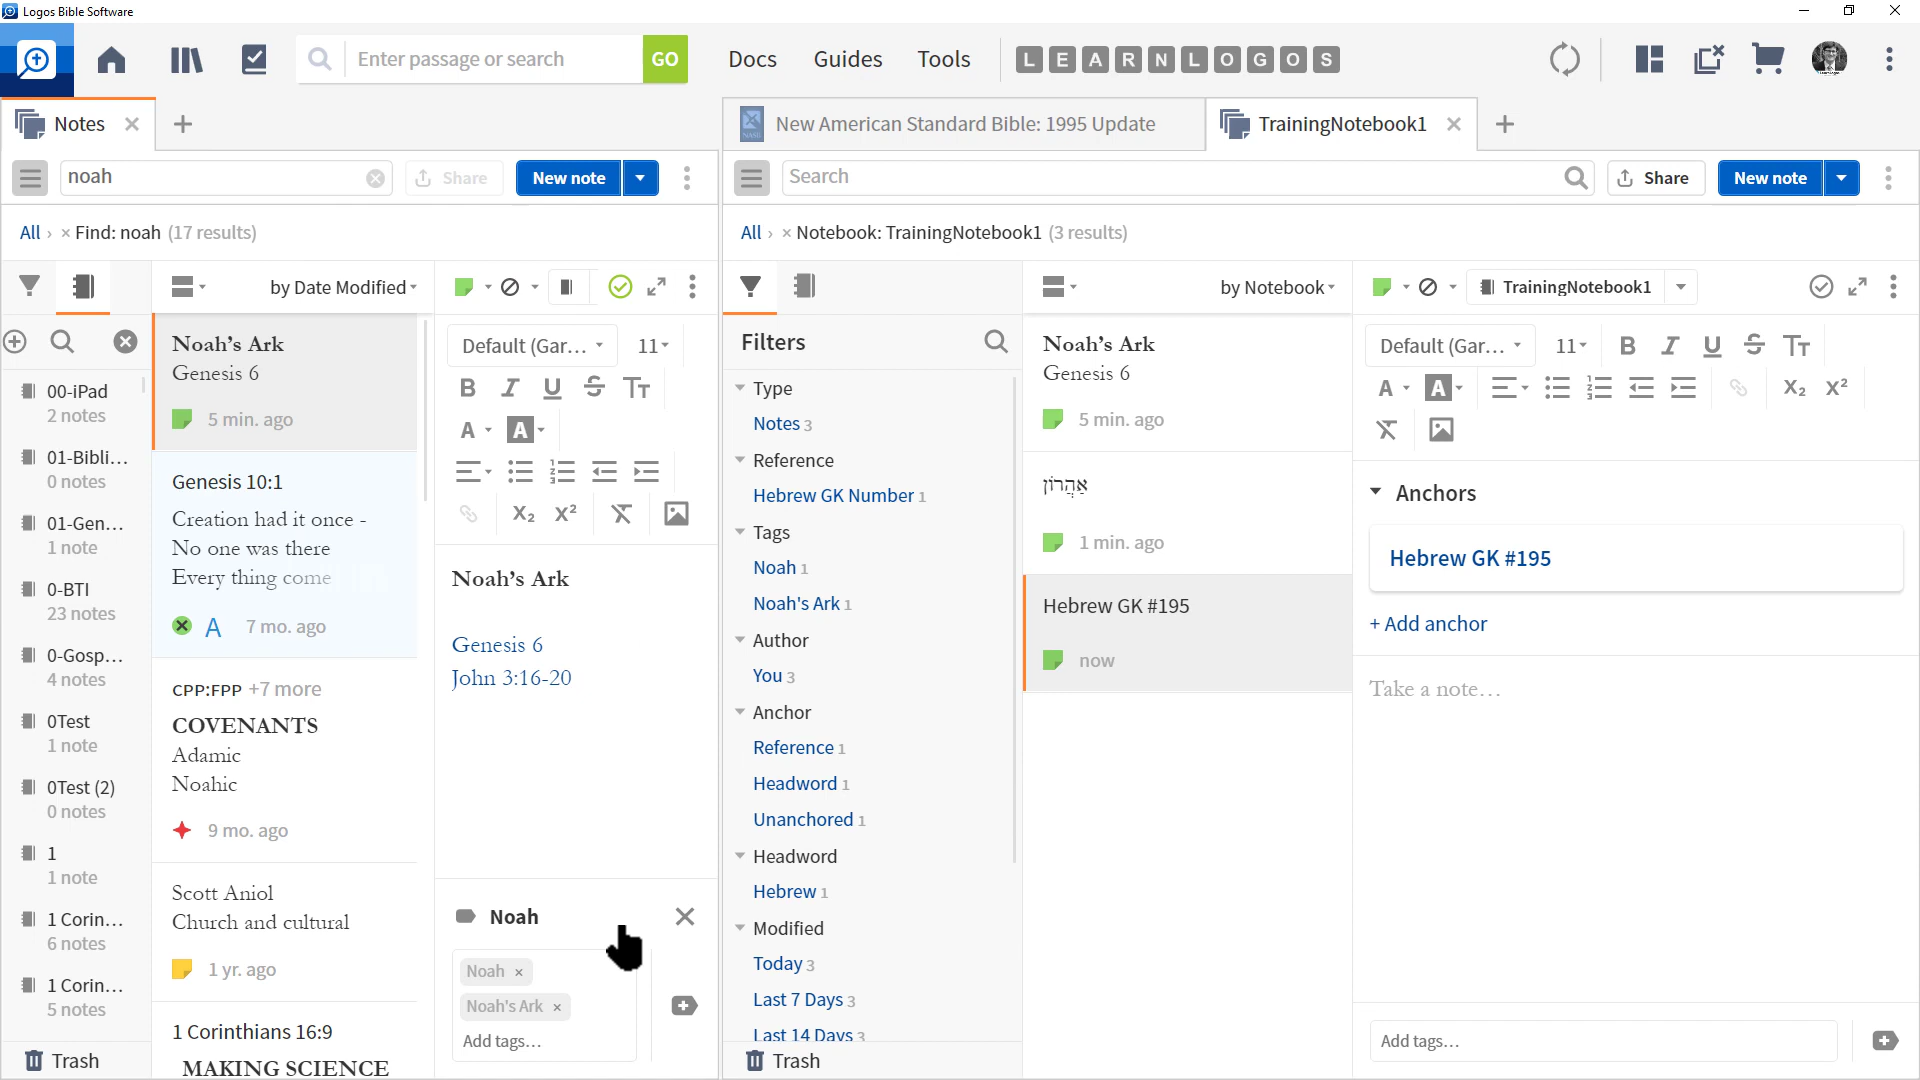 Logos Bible Software
Enter passage or search
GO
Docs
Guides
Tools
L E A R N L O G O S
Notes
noah
Share
New note
All › × Find: noah (17 results)
by Date Modified
00-iPad
2 notes
01-Bibli...
0 notes
01-Gen...
1 note
0-BTI
23 notes
0-Gosp...
4 notes
0Test
1 note
0Test (2)
0 notes
1
1 note
1 Corin...
6 notes
1 Corin...
5 notes
Trash
Noah's Ark
Genesis 6
5 min. ago
Genesis 10:1
Creation had it once -
No one was there
Every thing come
A 7 mo. ago
CPP:FPP +7 more
COVENANTS
Adamic
Noahic
9 mo. ago
Scott Aniol
Church and cultural
1 yr. ago
1 Corinthians 16:9
MAKING SCIENCE
Default (Gar...
11
B I U S Tt
A A
X₂ X²
Noah's Ark
Genesis 6
John 3:16-20
Noah
Noah ×
Noah's Ark ×
Add tags...
New American Standard Bible: 1995 Update
TrainingNotebook1
Search
Share
New note
All › × Notebook: TrainingNotebook1 (3 results)
Filters
Type
Notes 3
Reference
Hebrew GK Number 1
Tags
Noah 1
Noah's Ark 1
Author
You 3
Anchor
Reference 1
Headword 1
Unanchored 1
Headword
Hebrew 1
Modified
Today 3
Last 7 Days 3
Last 14 Days 3
Trash
by Notebook
Noah's Ark
Genesis 6
5 min. ago
אַהֲרוֹן
1 min. ago
Hebrew GK #195
now
TrainingNotebook1
Default (Gar...
11
B I U S Tt
A A
X₂ X²
Anchors
Hebrew GK #195
+ Add anchor
Take a note...
Add tags...